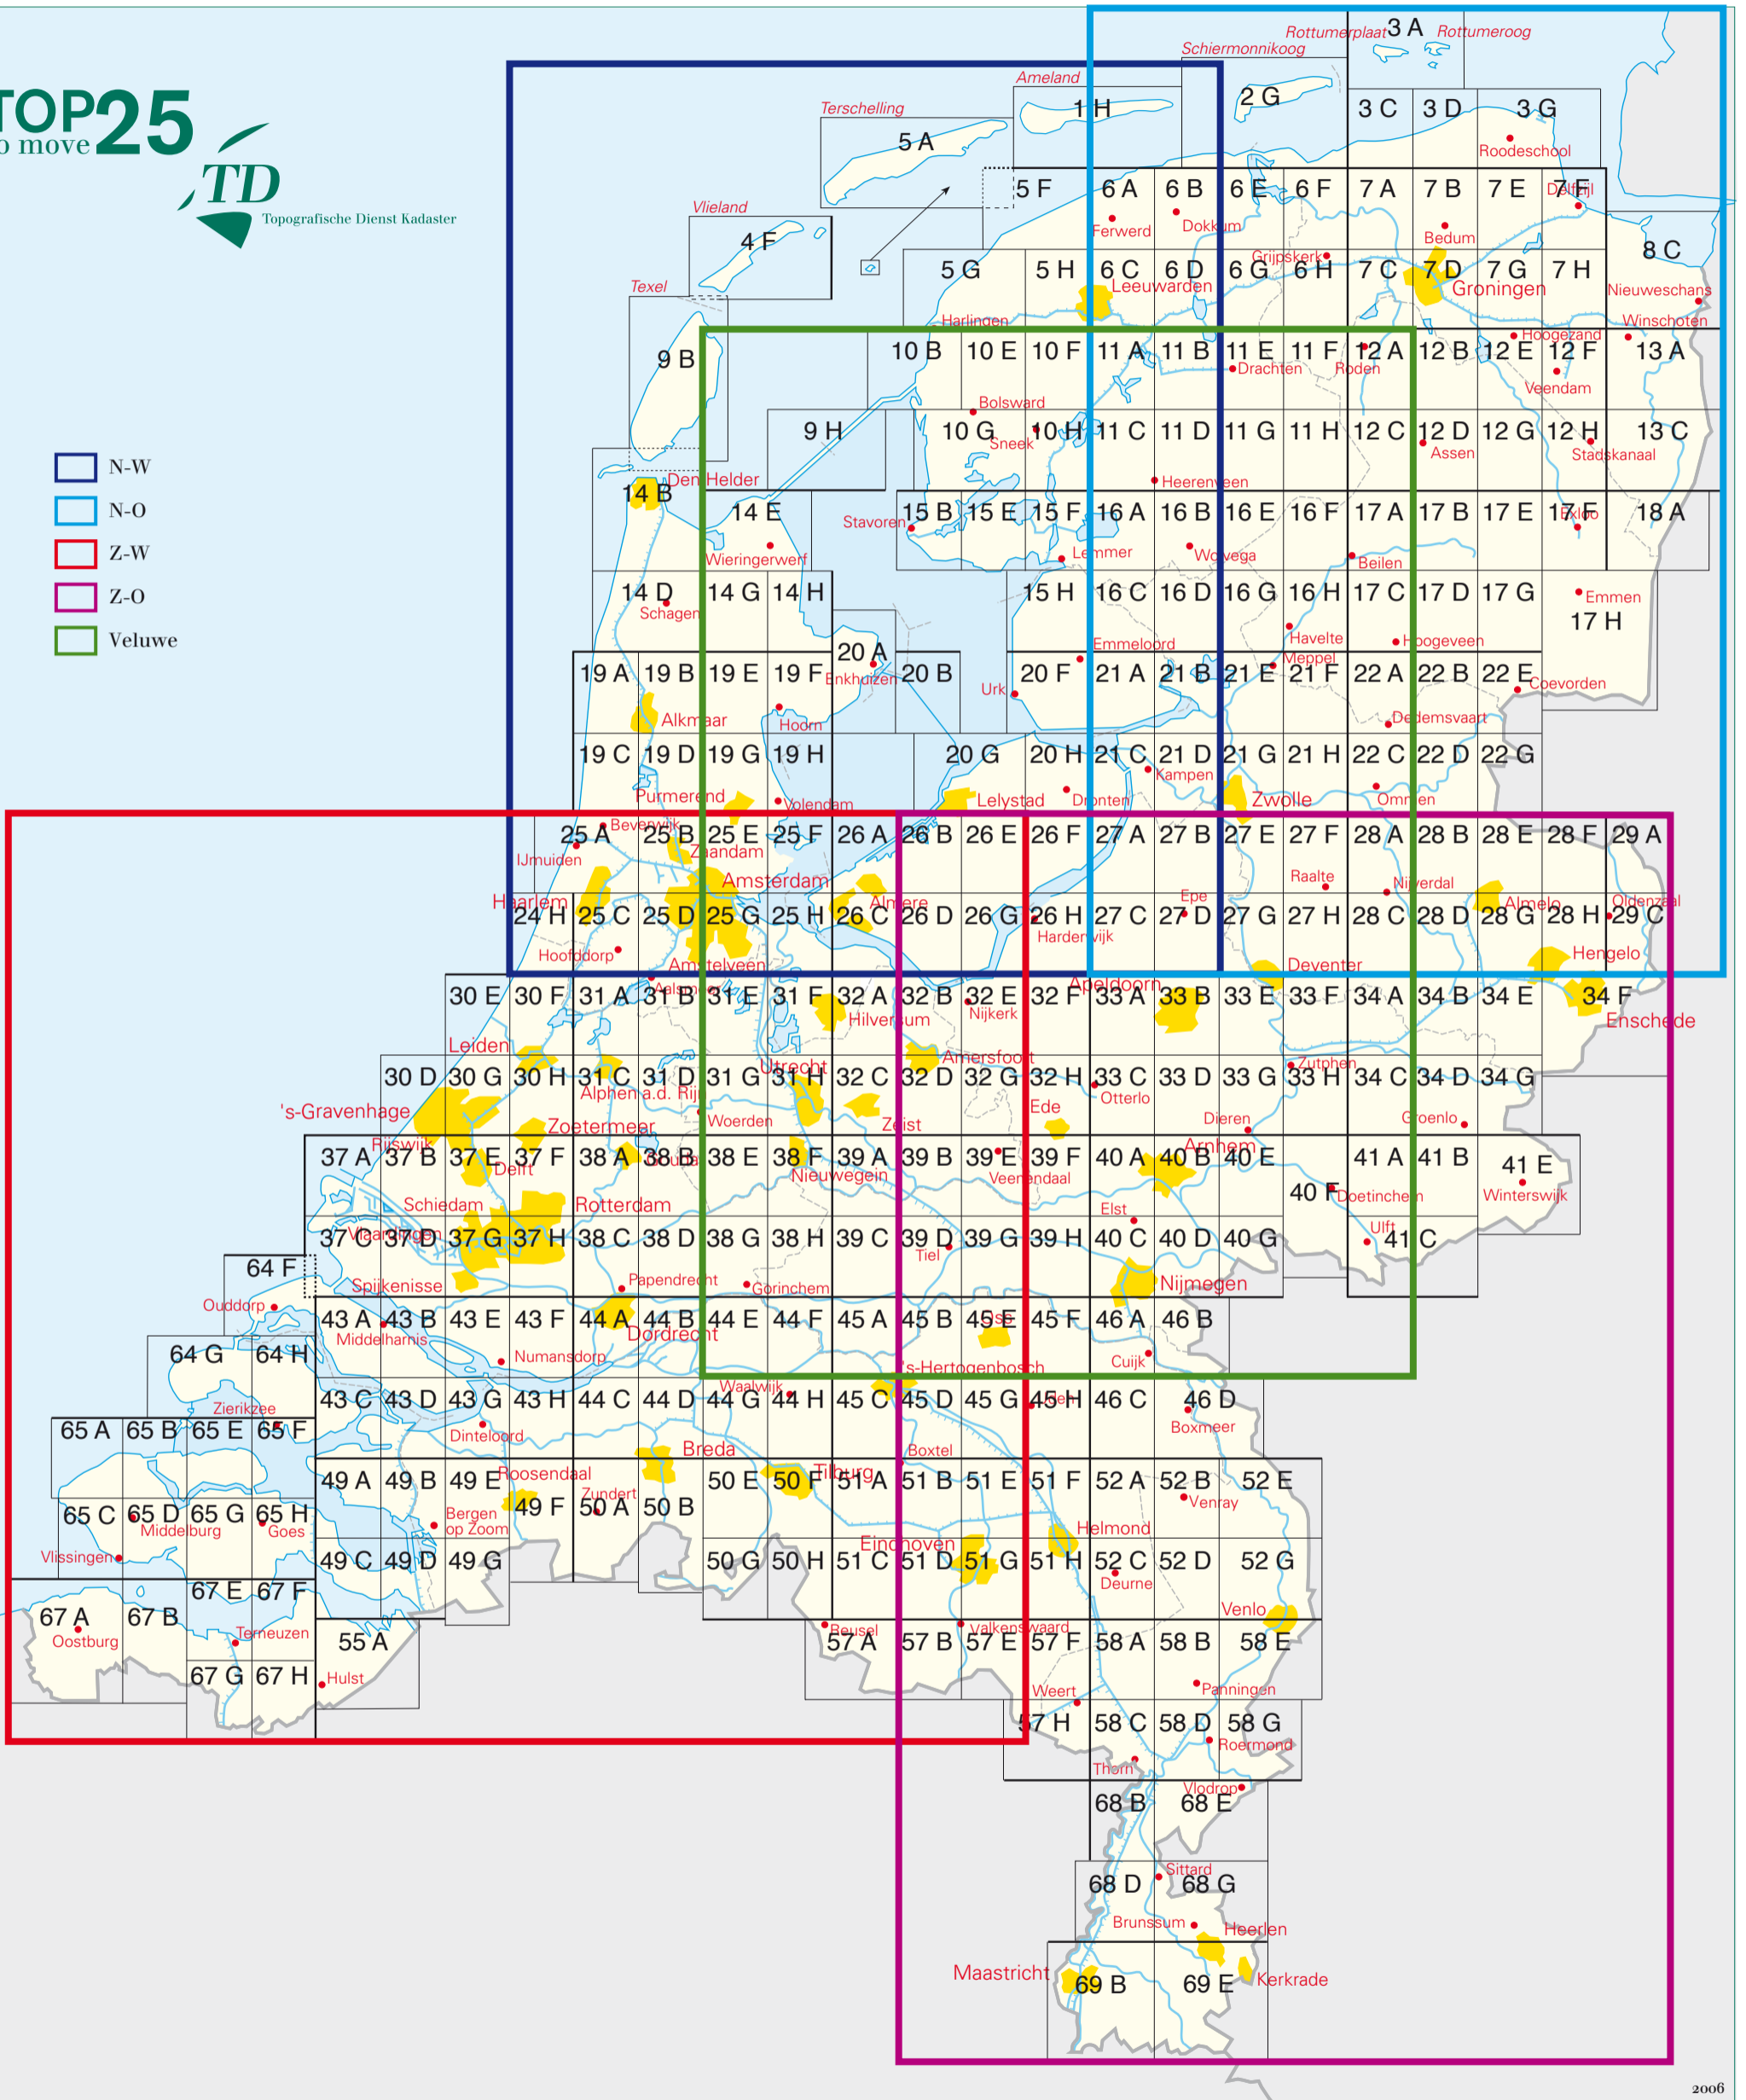 TOP25
o move
TD
Topografische Dienst Kadaster
N-W
N-O
Z-W
Z-O
Veluwe
Rottumerplaat 3 A Rottumeroog
Schiermonnikoog
Ameland
Terschelling
1 H 2 G 3 C 3 D 3 G
5 A
Roodeschool
5 F 6 A 6 B 6 E 6 F 7 A 7 B 7 E 7 F
Delfzijl
Vlieland
Ferwerd Dokkum Bedum
4 F
8 C
Grijpskerk
5 G 5 H 6 C 6 D 6 G 6 H 7 C 7 D 7 G 7 H
Texel
Leeuwarden Groningen Nieuweschans
Harlingen Winschoten
Hoogezand
9 B 10 B 10 E 10 F 11 A 11 B 11 E 11 F 12 A 12 B 12 E 12 F 13 A
Drachten Roden Veendam
Bolsward
9 H 10 G 10 H 11 C 11 D 11 G 11 H 12 C 12 D 12 G 12 H 13 C
Sneek Assen Stadskanaal
Den Helder Heerenveen
14 B 14 E 15 B 15 E 15 F 16 A 16 B 16 E 16 F 17 A 17 B 17 E 17 F 18 A
Stavoren Exloo
Wieringerwerf Lemmer Wolvega Beilen
14 D 14 G 14 H 15 H 16 C 16 D 16 G 16 H 17 C 17 D 17 G Emmen
Schagen 17 H
Emmeloord Havelte Hoogeveen
20 A Meppel
19 A 19 B 19 E 19 F Enkhuizen 20 B 20 F 21 A 21 B 21 E 21 F 22 A 22 B 22 E Coevorden
Urk
Alkmaar Hoorn Dedemsvaart
19 C 19 D 19 G 19 H 20 G 20 H 21 C 21 D 21 G 21 H 22 C 22 D 22 G
Kampen
Purmerend Volendam Lelystad Dronten Zwolle Ommen
Beverwijk
25 A 25 B 25 E 25 F 26 A 26 B 26 E 26 F 27 A 27 B 27 E 27 F 28 A 28 B 28 E 28 F 29 A
IJmuiden Zaandam
Amsterdam Raalte Nijverdal
Haarlem Almere Epe Almelo Oldenzaal
24 H 25 C 25 D 25 G 25 H 26 C 26 D 26 G 26 H 27 C 27 D 27 G 27 H 28 C 28 D 28 G 28 H 29 C
Harderwijk
Hoofddorp Amstelveen Deventer Hengelo
Aalsmeer Apeldoorn
30 E 30 F 31 A 31 B 31 E 31 F 32 A 32 B 32 E 32 F 33 A 33 B 33 E 33 F 34 A 34 B 34 E 34 F
Hilversum Nijkerk Enschede
Leiden Amersfoort Zutphen
Utrecht
30 D 30 G 30 H 31 C 31 D 31 G 31 H 32 C 32 D 32 G 32 H 33 C 33 D 33 G 33 H 34 C 34 D 34 G
Alphen a.d. Rijn Otterlo
's-Gravenhage Zoetermeer Woerden Zeist Ede Dieren Groenlo
Rijswijk Arnhem
37 A 37 B 37 E 37 F 38 A 38 B 38 E 38 F 39 A 39 B 39 E 39 F 40 A 40 B 40 E 41 A 41 B 41 E
Delft Gouda Nieuwegein Veenendaal Winterswijk
40 F Doetinchem
Schiedam Rotterdam Elst Ulft
Vlaardingen
37 C 37 D 37 G 37 H 38 C 38 D 38 G 38 H 39 C 39 D 39 G 39 H 40 C 40 D 40 G 41 C
Tiel
64 F Spijkenisse Papendrecht Gorinchem Nijmegen
Ouddorp
43 A 43 B 43 E 43 F 44 A 44 B 44 E 44 F 45 A 45 B 45 E 45 F 46 A 46 B
Middelharnis Dordrecht Oss
64 G 64 H Numansdorp 's-Hertogenbosch Cuijk
Waalwijk
43 C 43 D 43 G 43 H 44 C 44 D 44 G 44 H 45 C 45 D 45 G 45 H 46 C 46 D
Zierikzee Boxmeer
65 A 65 B 65 E 65 F Dinteloord
Breda Boxtel
49 A 49 B 49 E Roosendaal 50 E 50 F Tilburg 51 A 51 B 51 E 51 F 52 A 52 B 52 E
Zundert Venray
65 C 65 D 65 G 65 H Bergen op Zoom 49 F 50 A 50 B
Middelburg Goes Helmond
Vlissingen Eindhoven
49 C 49 D 49 G 50 G 50 H 51 C 51 D 51 G 51 H 52 C 52 D 52 G
Deurne
67 A 67 B 67 E 67 F Venlo
Oostburg Terneuzen Reusel Valkenswaard
55 A 57 A 57 B 57 E 57 F 58 A 58 B 58 E
67 G 67 H Hulst Weert Panningen
57 H 58 C 58 D 58 G
Roermond
Thorn
Vlodrop
68 B 68 E
Sittard
68 D 68 G
Brunssum Heerlen
Maastricht 69 B 69 E Kerkrade
2006